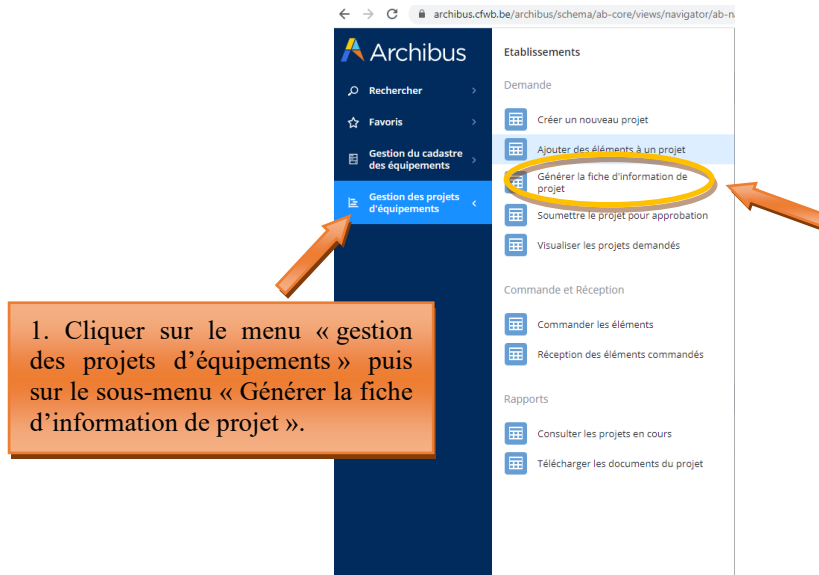 archibus.cfwb.be/archibus/schema/ab-core/views/navigator/ab-n
Archibus
Rechercher
Favoris
Gestion du cadastre
des équipements
Gestion des projets
d'équipements
Etablissements
Demande
Créer un nouveau projet
Ajouter des éléments à un projet
Générer la fiche d'information de
projet
Soumettre le projet pour approbation
Visualiser les projets demandés
Commande et Réception
Commander les éléments
Réception des éléments commandés
Rapports
Consulter les projets en cours
Télécharger les documents du projet
1. Cliquer sur le menu « gestion
des projets d’équipements » puis
sur le sous-menu « Générer la fiche
d’information de projet ».